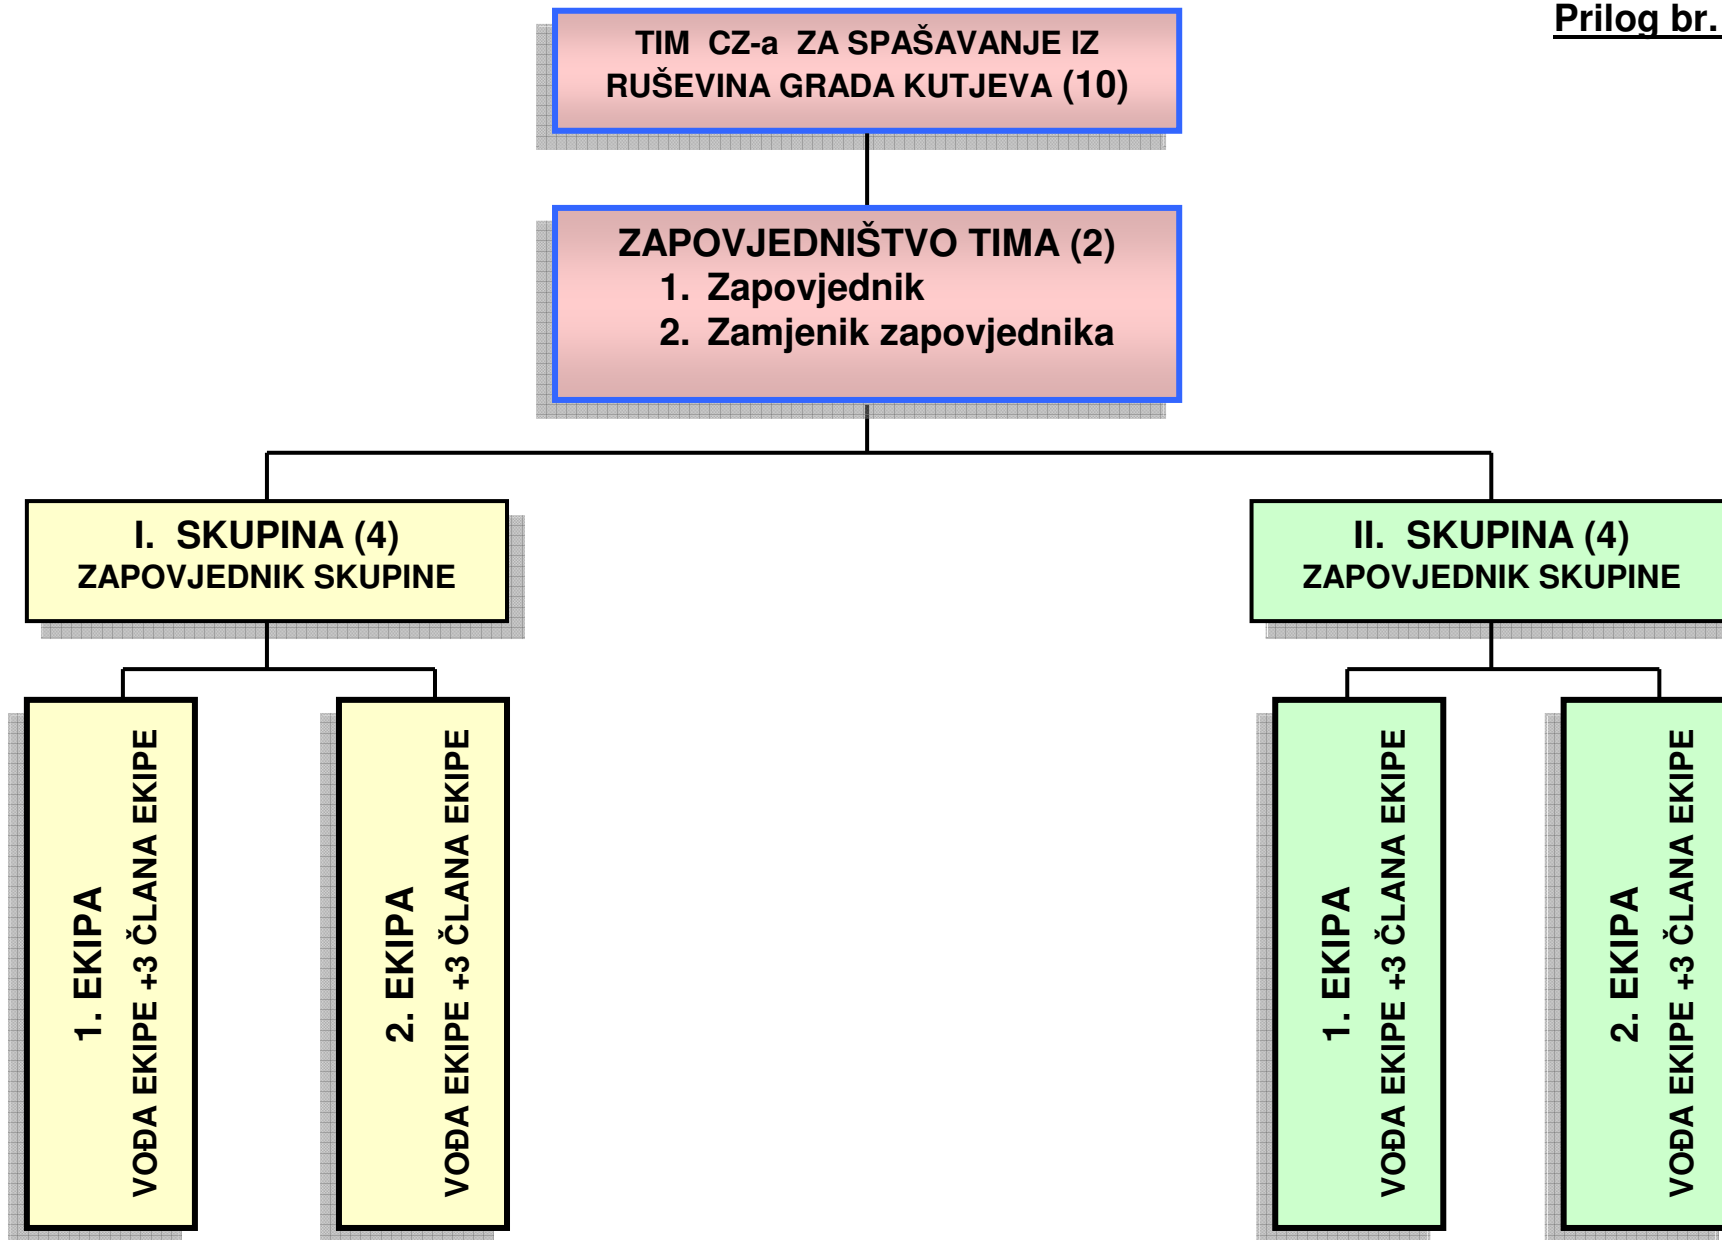 Prilog br.
TIM CZ-a ZA SPAŠAVANJE IZ
RUŠEVINA GRADA KUTJEVA (10)
ZAPOVJEDNIŠTVO TIMA (2)
1. Zapovjednik
2. Zamjenik zapovjednika
I. SKUPINA (4)
ZAPOVJEDNIK SKUPINE
II. SKUPINA (4)
ZAPOVJEDNIK SKUPINE
1. EKIPA
VOĐA EKIPE +3 ČLANA EKIPE
2. EKIPA
VOĐA EKIPE +3 ČLANA EKIPE
1. EKIPA
VOĐA EKIPE +3 ČLANA EKIPE
2. EKIPA
VOĐA EKIPE +3 ČLANA EKIPE